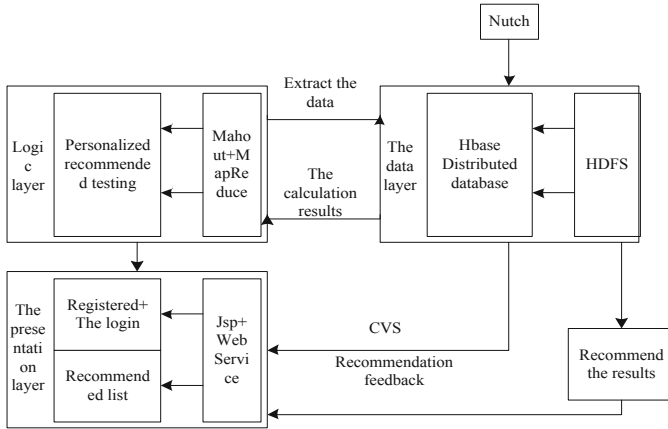 Nutch
Extract the
data
Logi
c
layer
Personalized
recommende
d testing
Maho
ut+M
apRe
duce
The
calculation
results
The
data
layer
Hbase
Distributed
database
HDFS
The
prese
ntati
on
layer
Registered+
The login
Recommend
ed list
Jsp+
Web
Servi
ce
CVS
Recommendation
feedback
Recommend
the results